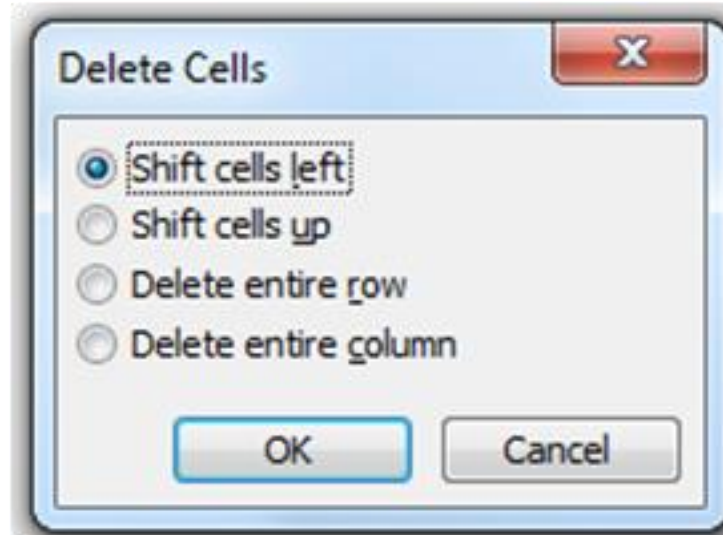 Delete Cells
Shift cells left
Shift cells up
Delete entire row
Delete entire column
OK Cancel